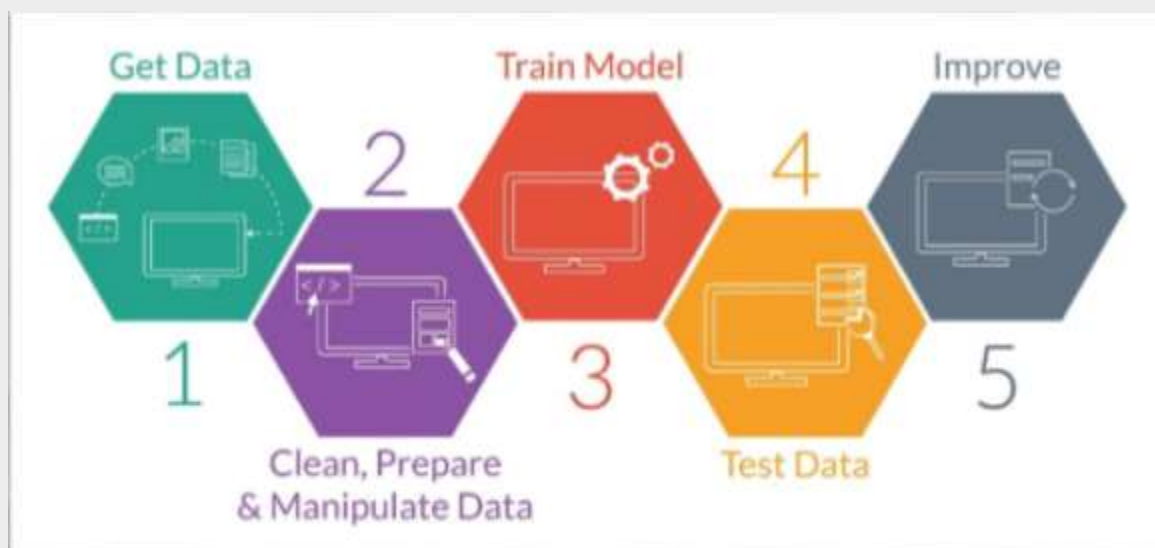 Get Data
1
2
Clean, Prepare
& Manipulate Data
Train Model
3
4
Test Data
Improve
5